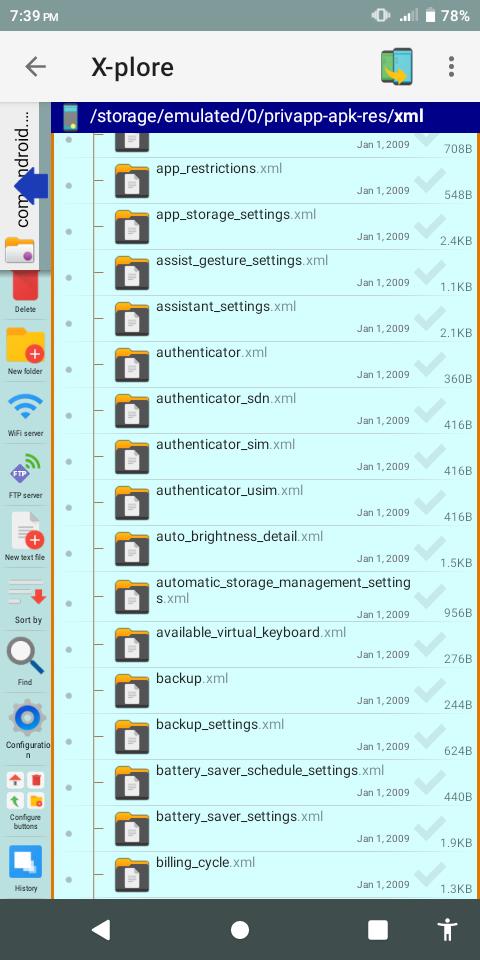 7:39 PM
78%
X-plore
/storage/emulated/0/privapp-apk-res/xml
Jan 1, 2009
708B
app_restrictions.xml
Jan 1, 2009
548B
app_storage_settings.xml
Jan 1, 2009
2.4KB
assist_gesture_settings.xml
Jan 1, 2009
1.1KB
assistant_settings.xml
Jan 1, 2009
2.1KB
authenticator.xml
Jan 1, 2009
360B
authenticator_sdn.xml
Jan 1, 2009
416B
authenticator_sim.xml
Jan 1, 2009
416B
authenticator_usim.xml
Jan 1, 2009
416B
auto_brightness_detail.xml
Jan 1, 2009
1.5KB
automatic_storage_management_setting
s.xml
Jan 1, 2009
956B
available_virtual_keyboard.xml
Jan 1, 2009
276B
backup.xml
Jan 1, 2009
244B
backup_settings.xml
Jan 1, 2009
624B
battery_saver_schedule_settings.xml
Jan 1, 2009
440B
battery_saver_settings.xml
Jan 1, 2009
1.9KB
billing_cycle.xml
Jan 1, 2009
1.3KB
Delete
New folder
WiFi server
FTP
FTP server
New text file
Sort by
Find
Configuratio
n
Configure
buttons
History